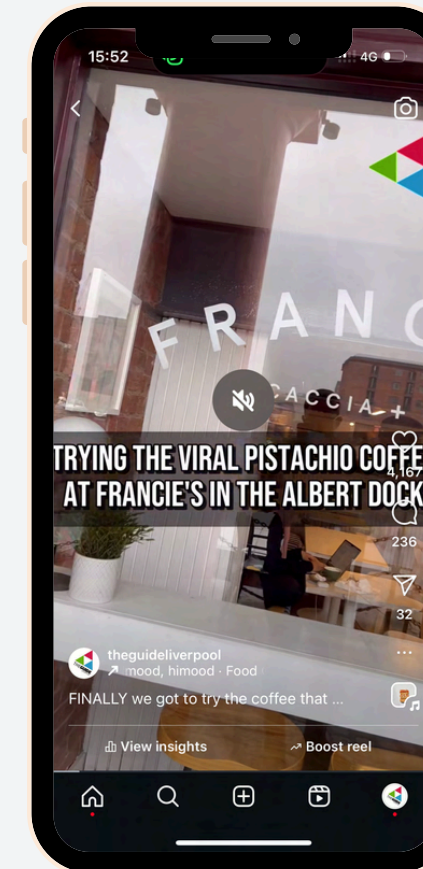 15:52
4G
FRANC
CACCIA +
TRYING THE VIRAL PISTACHIO COFFE
AT FRANCIE'S IN THE ALBERT DOCK
4,167
236
32
theguideliverpool
mood, himood · Food
FINALLY we got to try the coffee that ...
View insights
Boost reel